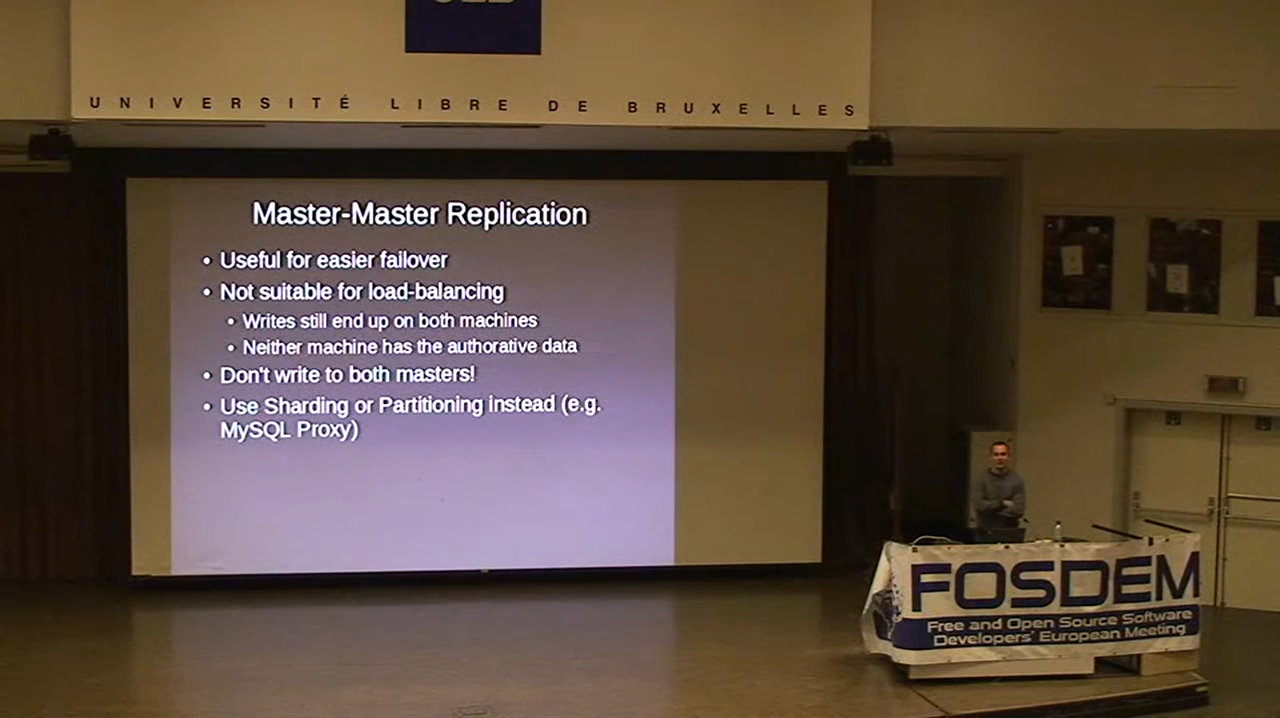 UNIVERSITÉ LIBRE DE BRUXELLES
Master-Master Replication
• Useful for easier failover
• Not suitable for load-balancing
• Writes still end up on both machines
• Neither machine has the authorative data
• Don't write to both masters!
• Use Sharding or Partitioning instead (e.g.
MySQL Proxy)
FOSDEM
Free and Open Source Software
Developers' European Meeting